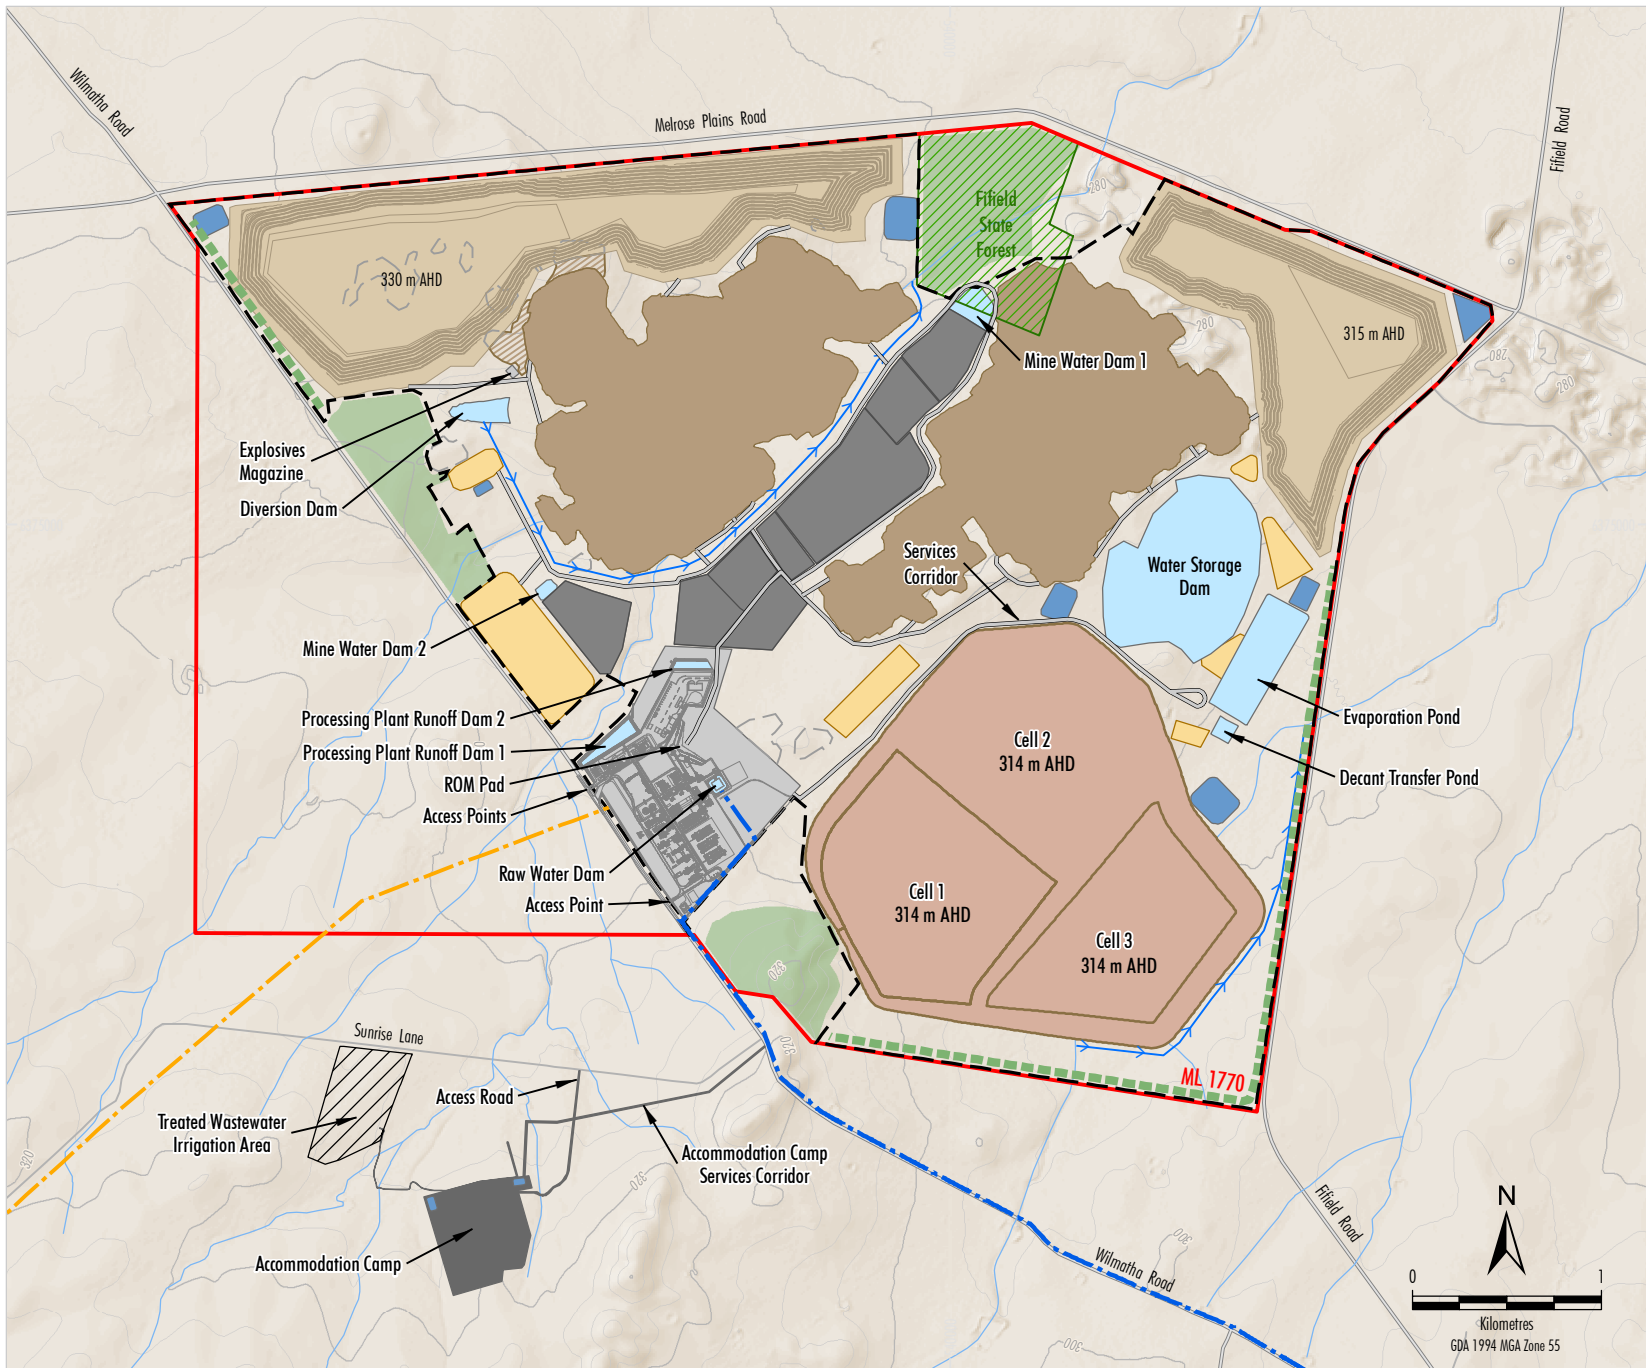 Wilmatha Road
Melrose Plains Road
Fifield Road
Fifield
State
Forest
280
330 m AHD
280
315 m AHD
280
280
Mine Water Dam 1
Explosives
Magazine
Diversion Dam
Services
Corridor
Water Storage
Dam
Mine Water Dam 2
Processing Plant Runoff Dam 2
Processing Plant Runoff Dam 1
ROM Pad
Access Points
Evaporation Pond
Decant Transfer Pond
Cell 2
314 m AHD
Raw Water Dam
Access Point
Cell 1
314 m AHD
Cell 3
314 m AHD
320
320
Sunrise Lane
ML 1770
Access Road
Treated Wastewater
Irrigation Area
320
Accommodation Camp
Services Corridor
320
Accommodation Camp
300
Fifield Road
Wilmatha Road
300
N
0 1
Kilometres
GDA 1994 MGA Zone 55